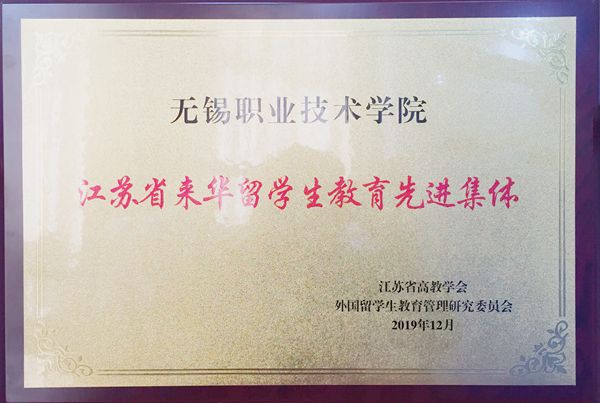 无锡职业技术学院
江苏省来华留学生教育先进集体
江苏省高教学会
外国留学生教育管理研究委员会
2019年12月